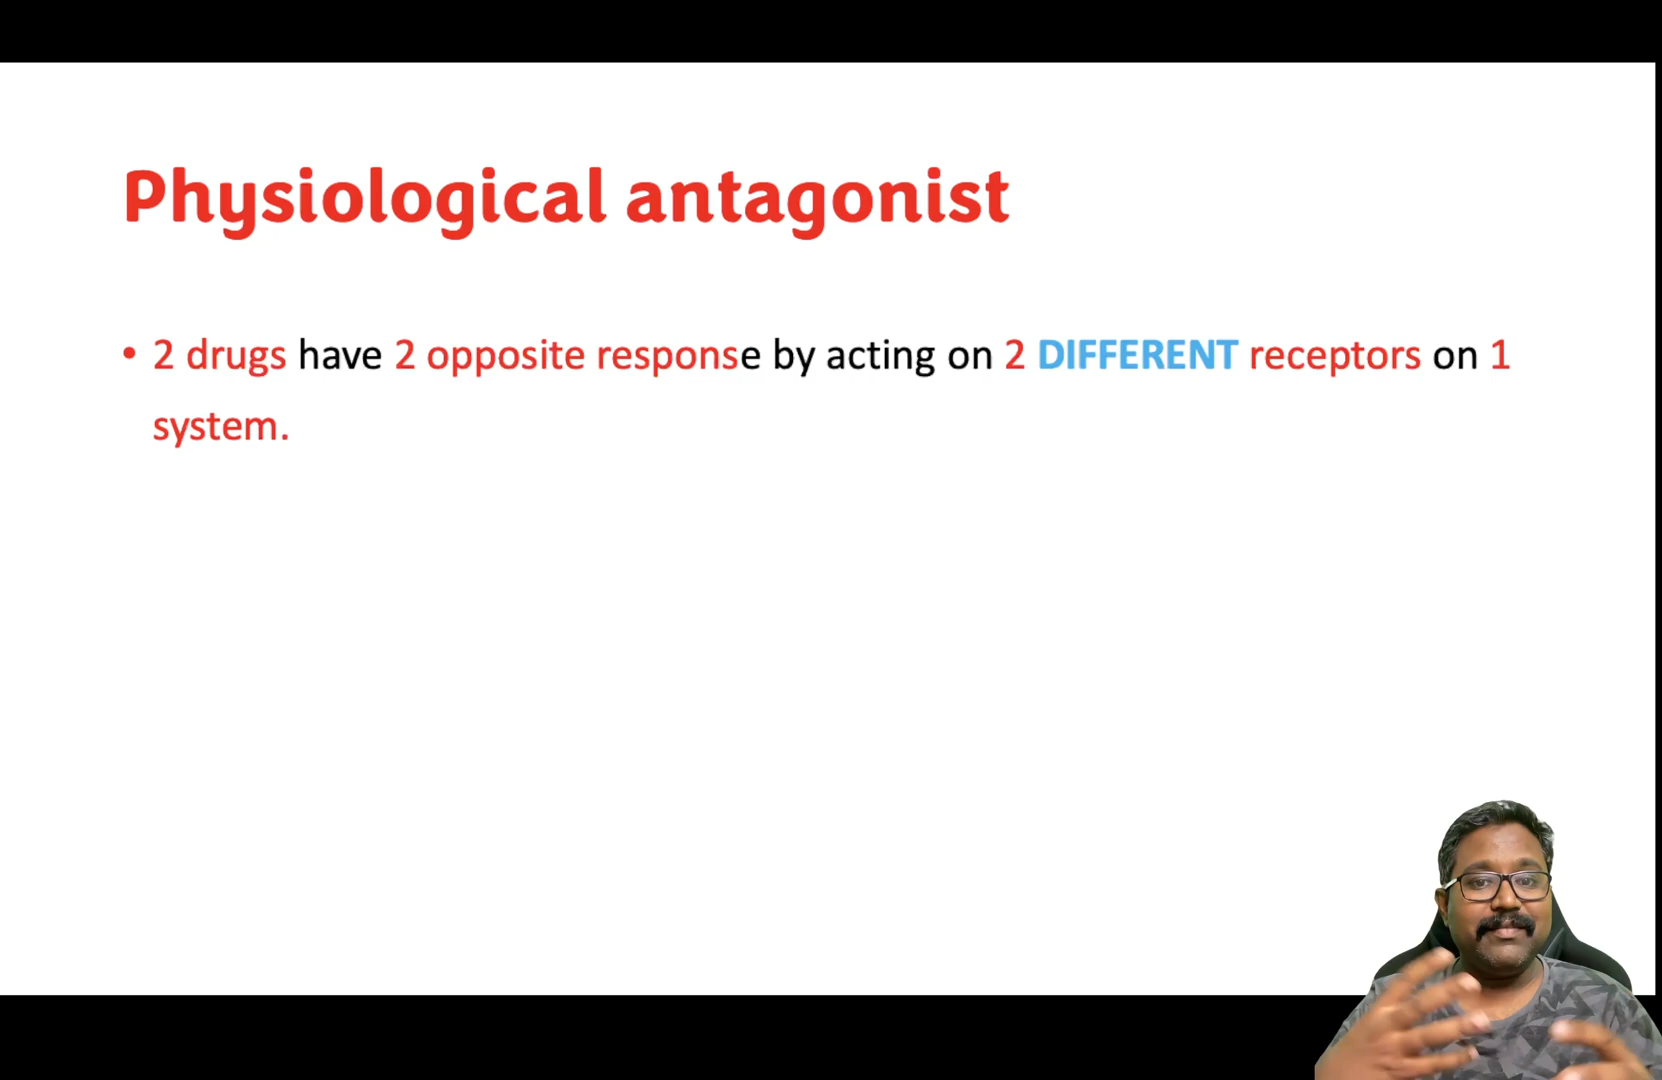 Physiological antagonist
• 2 drugs have 2 opposite response by acting on 2 DIFFERENT receptors on 1
system.